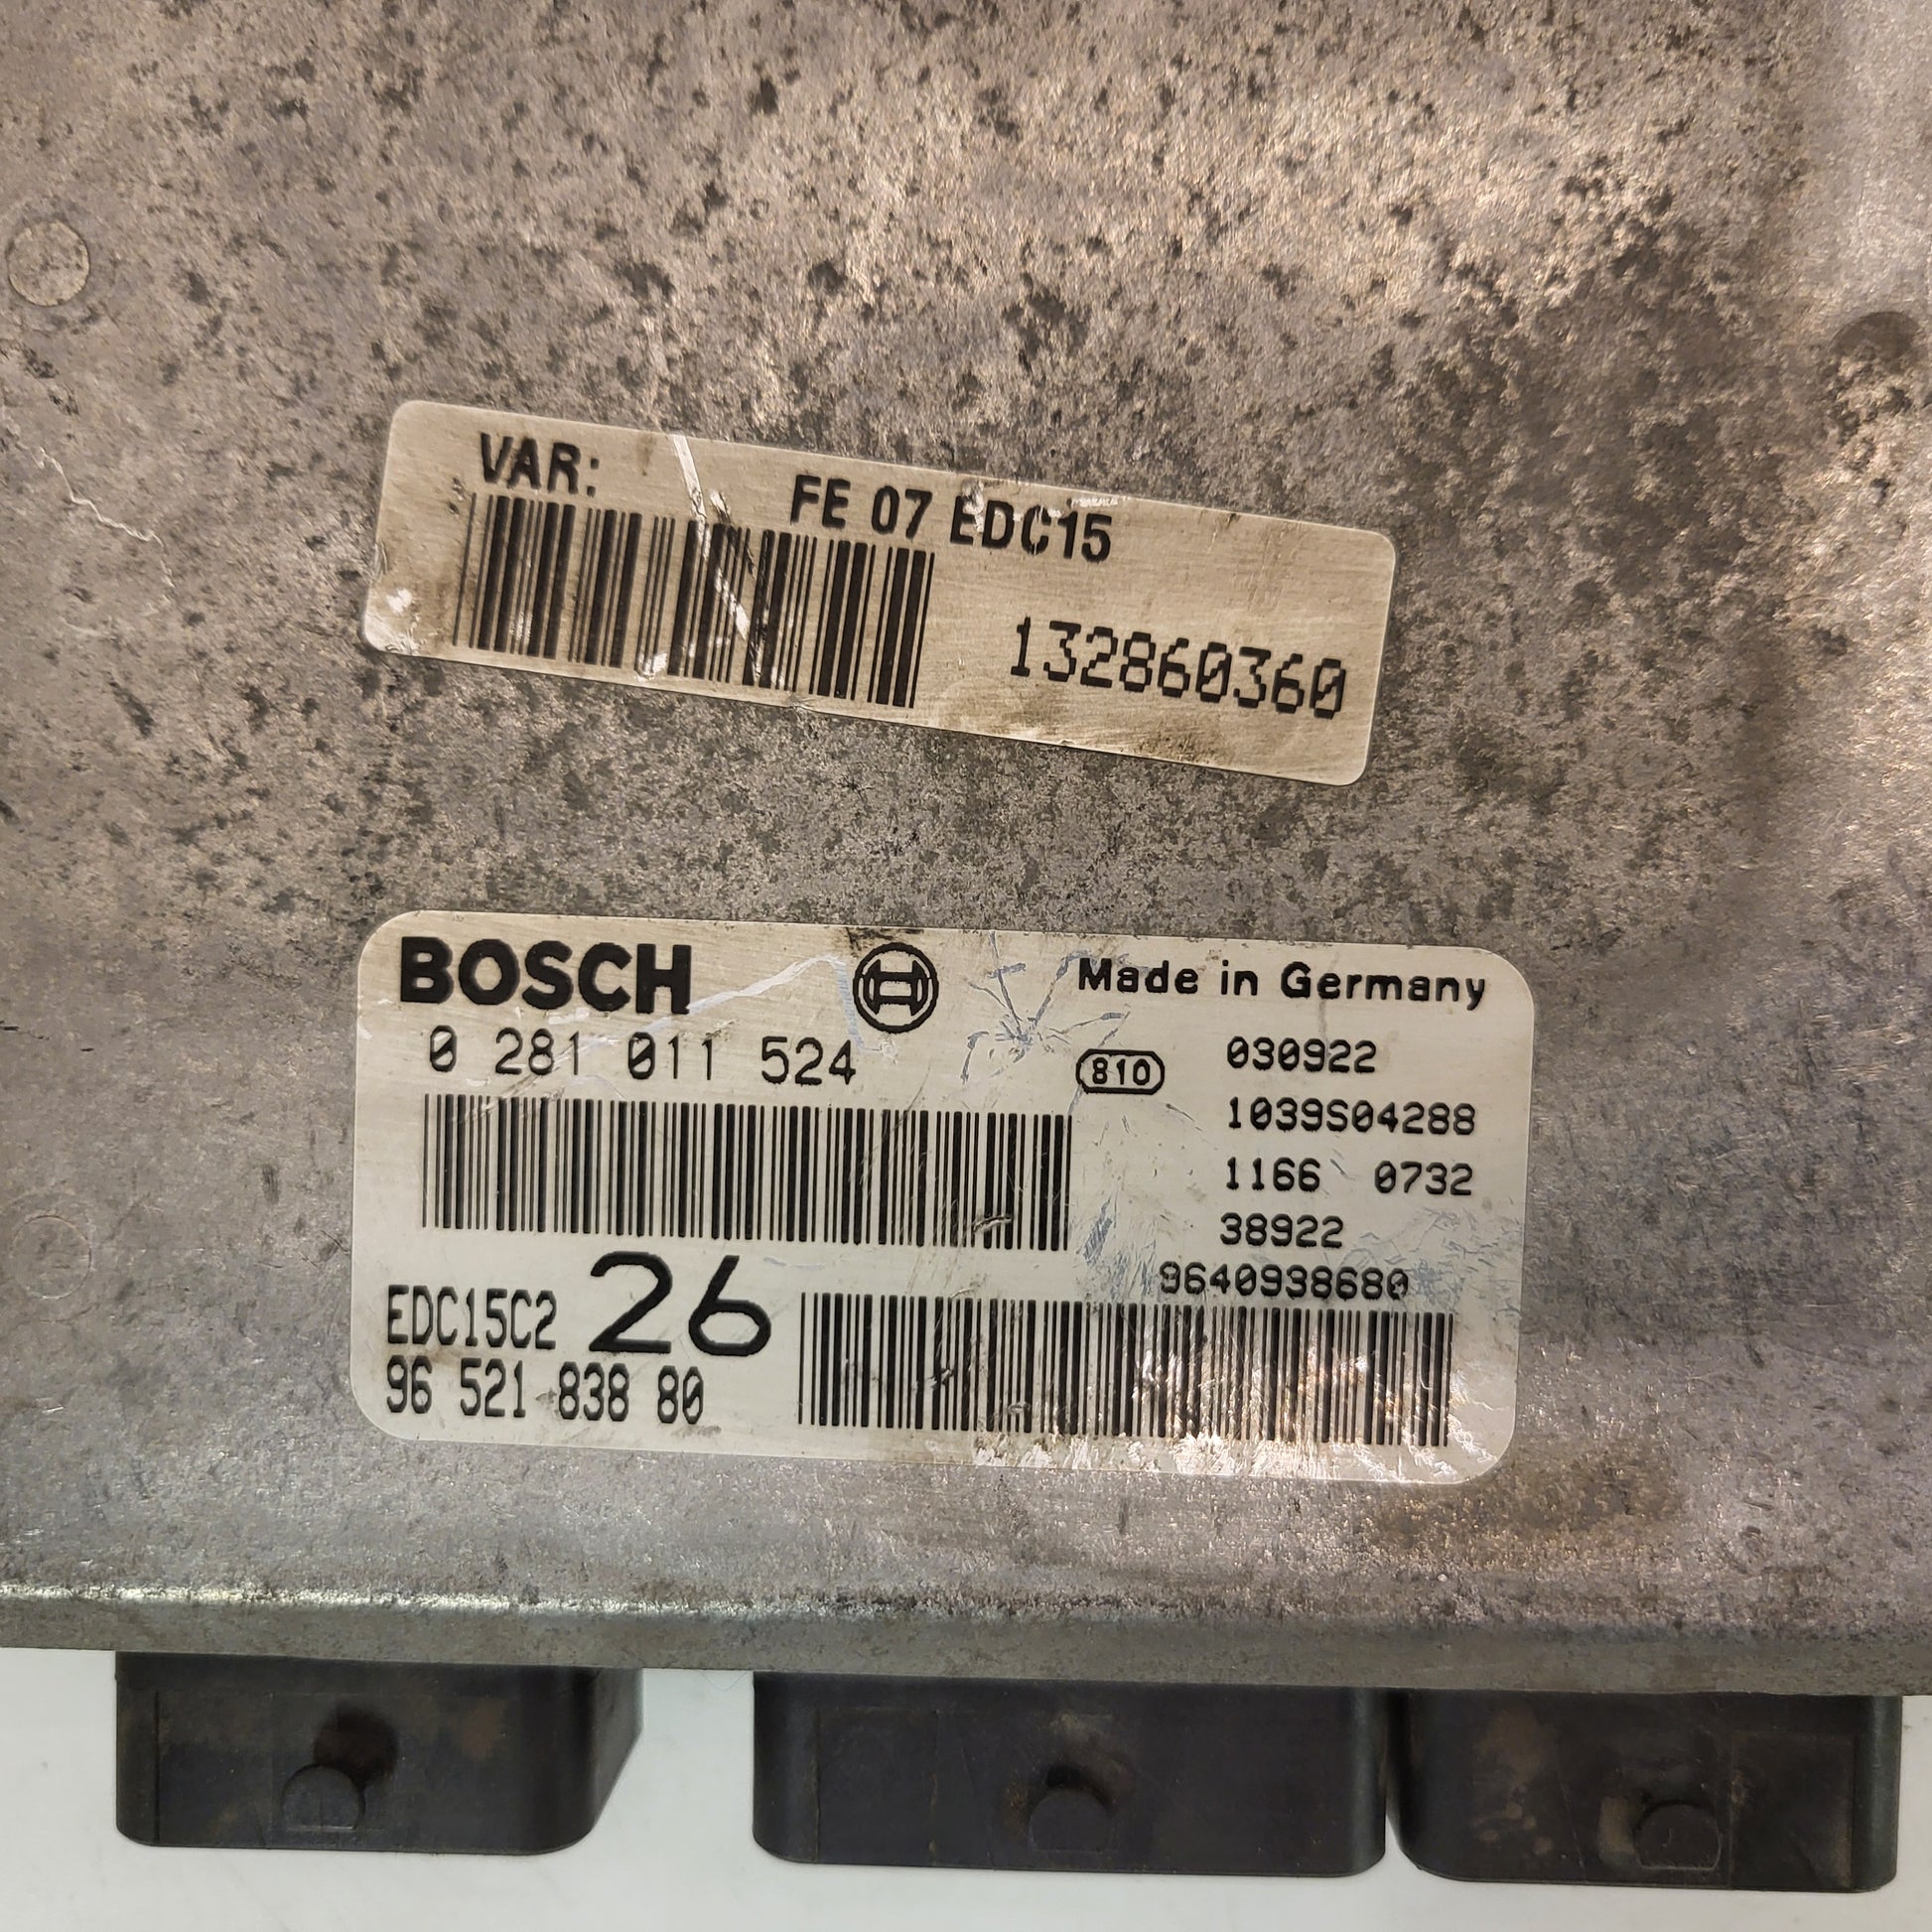 VAR:
FE 07 EDC15
132860360
BOSCH
Made in Germany
0 281 011 524
810
030922
1039S04288
1166 0732
38922
9640938680
EDC15C2 26
96 521 838 80